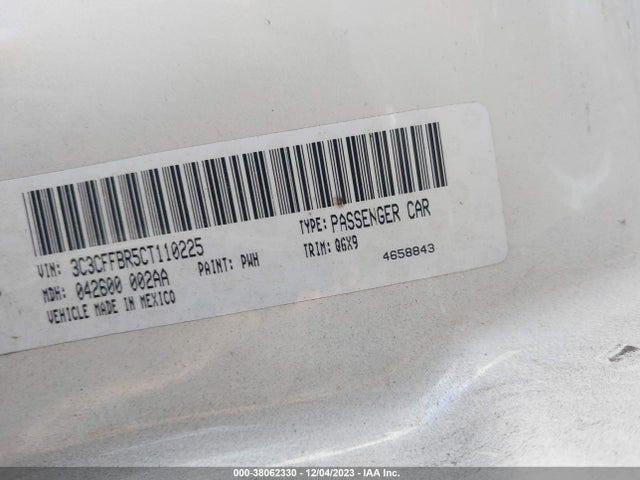 VIN: 3C3CFFBR5CT110225 TYPE: PASSENGER CAR
MDH: 042600 002AA PAINT: PWH TRIM: Q6X9
VEHICLE MADE IN MEXICO 4658843
000-38062330 - 12/04/2023 - IAA Inc.